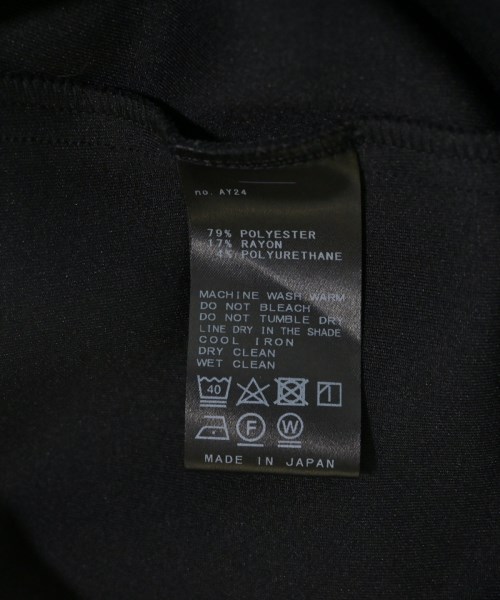 no. AY24
79% POLYESTER
17% RAYON
4% POLYURETHANE
MACHINE WASH WARM
DO NOT BLEACH
DO NOT TUMBLE DRY
LINE DRY IN THE SHADE
COOL IRON
DRY CLEAN
WET CLEAN
40
F W
MADE IN JAPAN